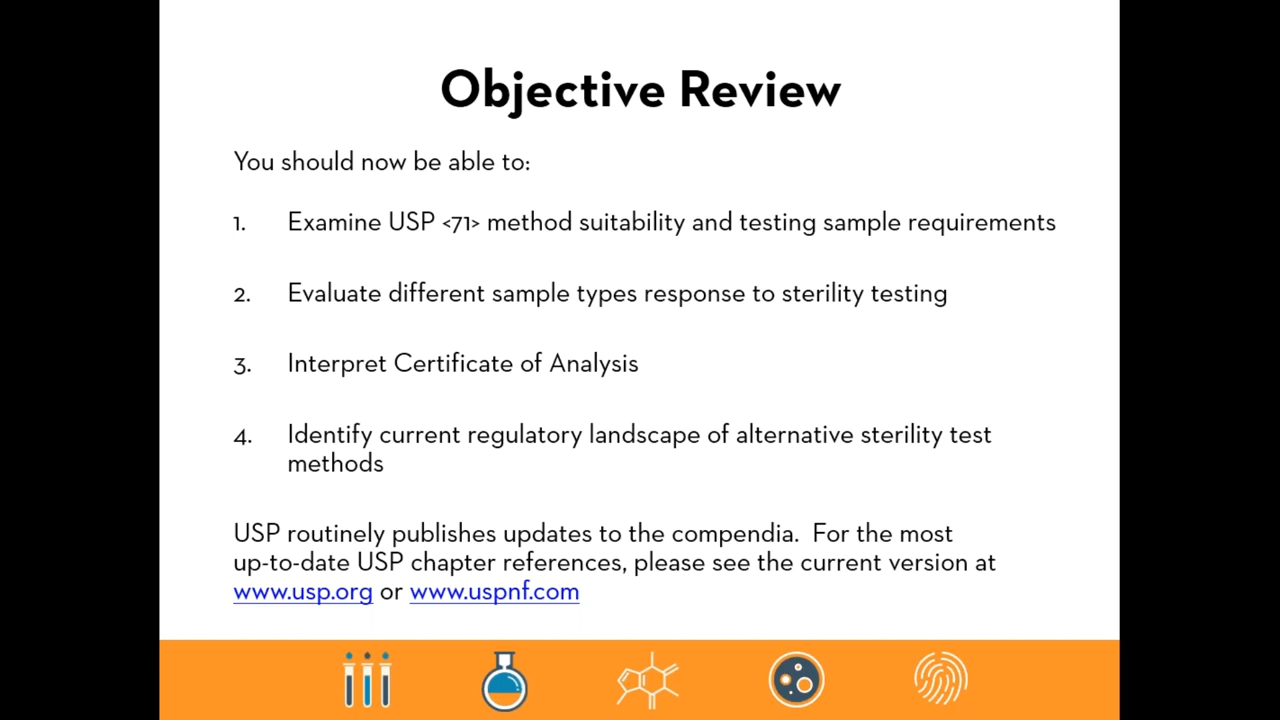 Objective Review
You should now be able to:
1. Examine USP <71> method suitability and testing sample requirements
2. Evaluate different sample types response to sterility testing
3. Interpret Certificate of Analysis
4. Identify current regulatory landscape of alternative sterility test
methods
USP routinely publishes updates to the compendia.  For the most
up-to-date USP chapter references, please see the current version at
www.usp.org or www.uspnf.com